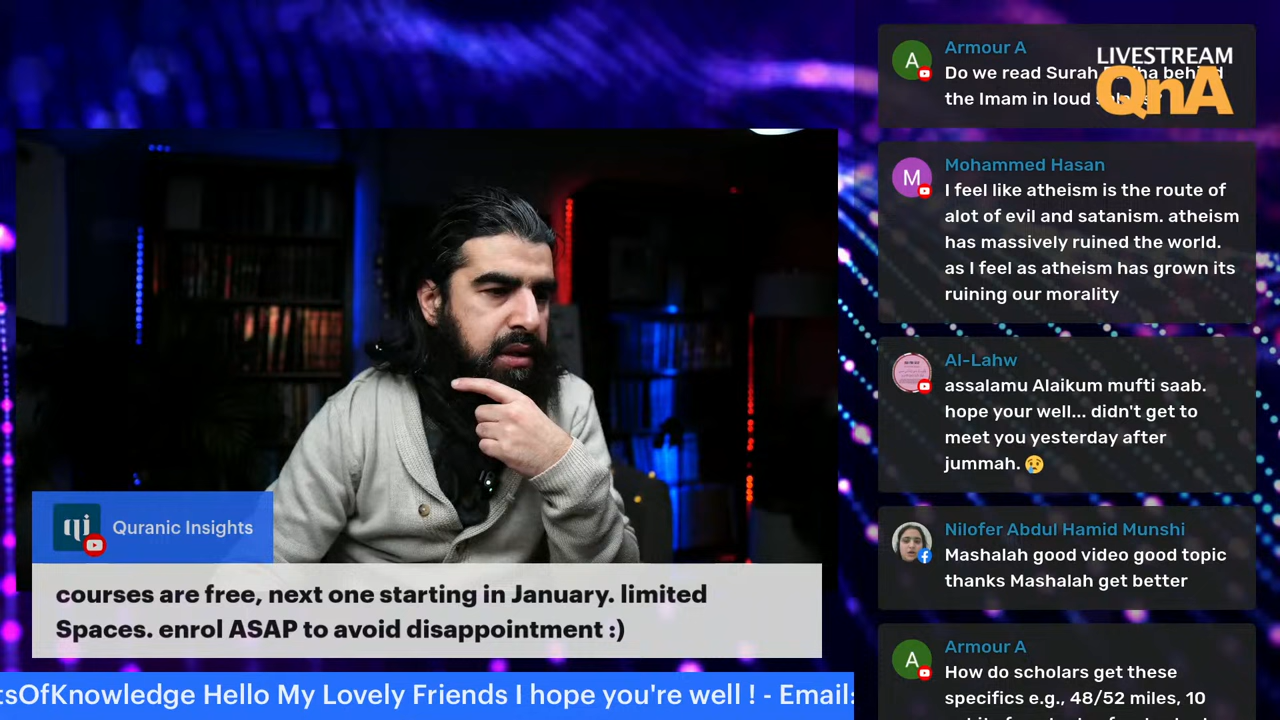 Armour A
Do we read Surah behind
the Imam in loud
LIVESTREAM
QnA
Mohammed Hasan
I feel like atheism is the route of
alot of evil and satanism. atheism
has massively ruined the world.
as I feel as atheism has grown its
ruining our morality
Al-Lahw
assalamu Alaikum mufti saab.
hope your well... didn't get to
meet you yesterday after
jummah. 😢
Nilofer Abdul Hamid Munshi
Mashalah good video good topic
thanks Mashalah get better
Armour A
How do scholars get these
specifics e.g., 48/52 miles, 10
qi Quranic Insights
courses are free, next one starting in January. limited
Spaces. enrol ASAP to avoid disappointment :)
tsOfKnowledge Hello My Lovely Friends I hope you're well ! - Email:
A
M
A